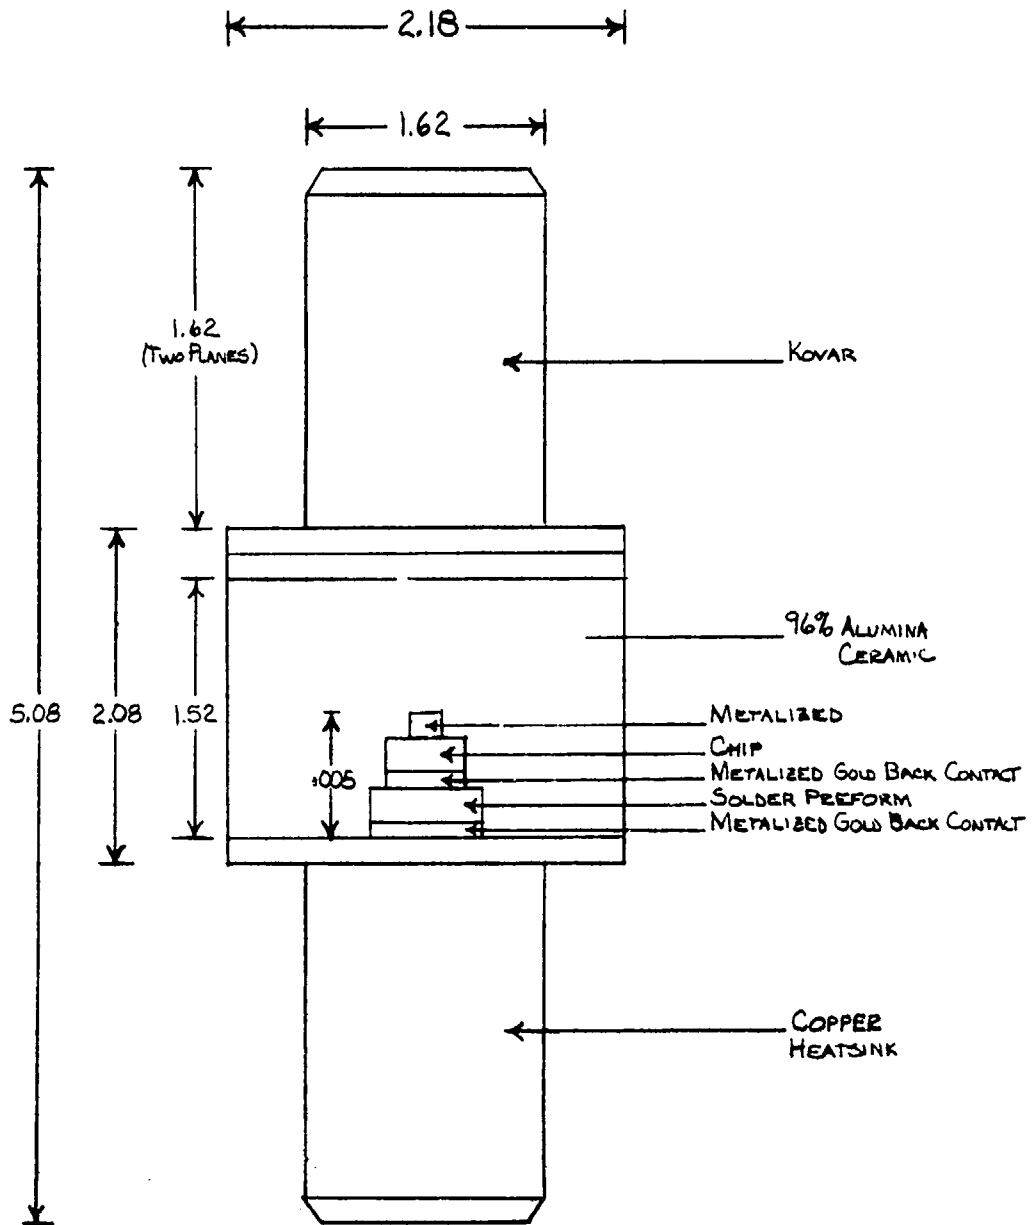 2.18
1.62
1.62
(TWO PLANES)
KOVAR
96% ALUMINA
CERAMIC
5.08
2.08
1.52
.005
METALIZED
CHIP
METALIZED GOLD BACK CONTACT
SOLDER PREFORM
METALIZED GOLD BACK CONTACT
COPPER
HEATSINK